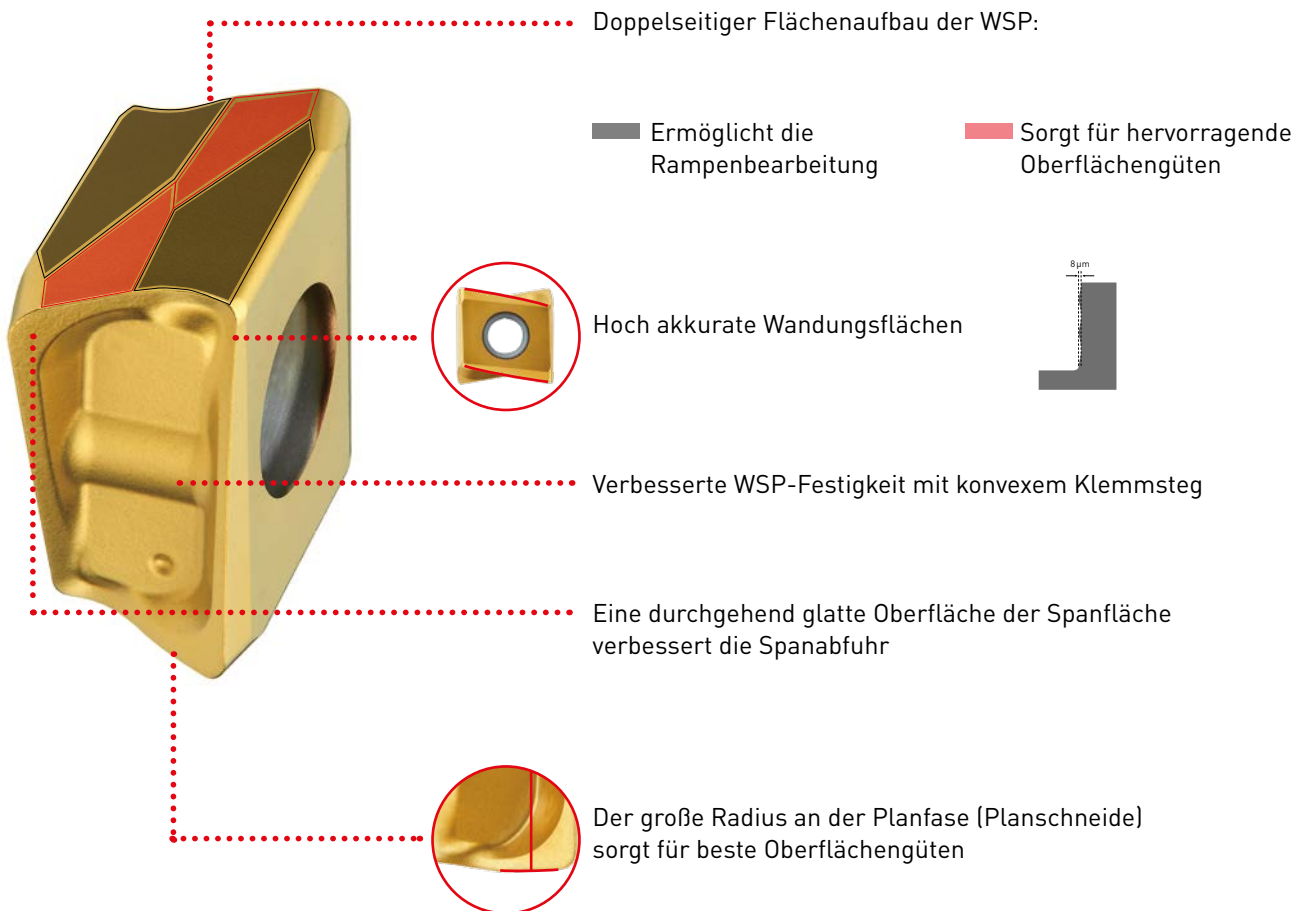 Doppelseitiger Flächenaufbau der WSP:
Ermöglicht die
Rampenbearbeitung
Sorgt für hervorragende
Oberflächengüten
8µm
Hoch akkurate Wandungsflächen
Verbesserte WSP-Festigkeit mit konvexem Klemmsteg
Eine durchgehend glatte Oberfläche der Spanfläche
verbessert die Spanabfuhr
Der große Radius an der Planfase (Planschneide)
sorgt für beste Oberflächengüten